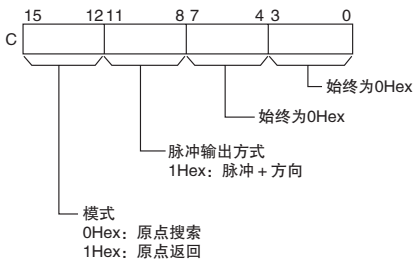 15 12 11 8 7 4 3 0
C
始终为0Hex
始终为0Hex
脉冲输出方式
1Hex：脉冲 + 方向
模式
0Hex：原点搜索
1Hex：原点返回